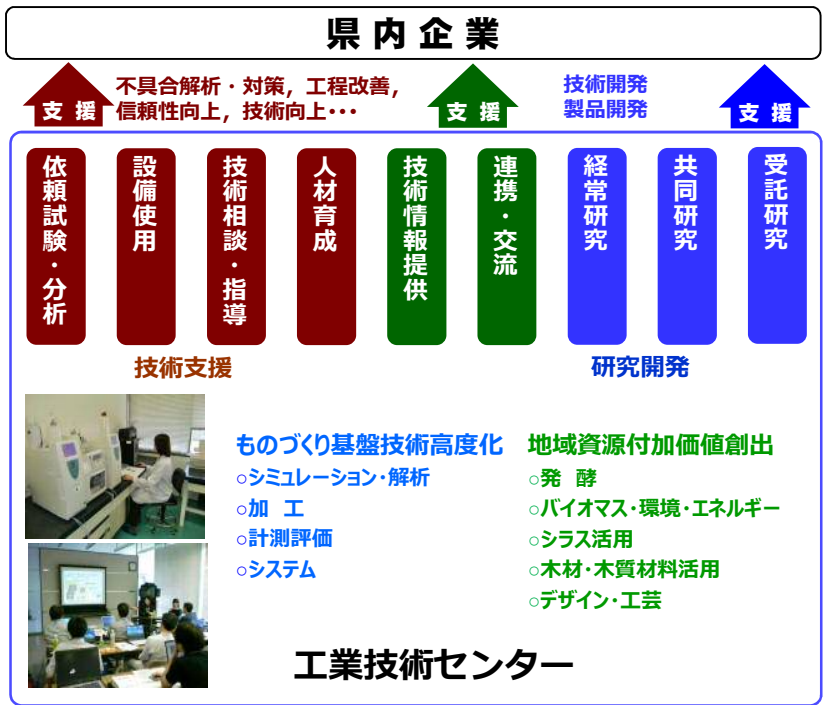 県内企業
支 援
不具合解析・対策，工程改善，
信頼性向上，技術向上･･･
支 援
技術開発
製品開発
支 援
依頼試験・分析
設備使用
技術相談・指導
人材育成
技術情報提供
連携・交流
経常研究
共同研究
受託研究
技術支援
研究開発
ものづくり基盤技術高度化
○シミュレーション・解析
○加　工
○計測評価
○システム
地域資源付加価値創出
○発　酵
○バイオマス・環境・エネルギー
○シラス活用
○木材・木質材料活用
○デザイン・工芸
工業技術センター